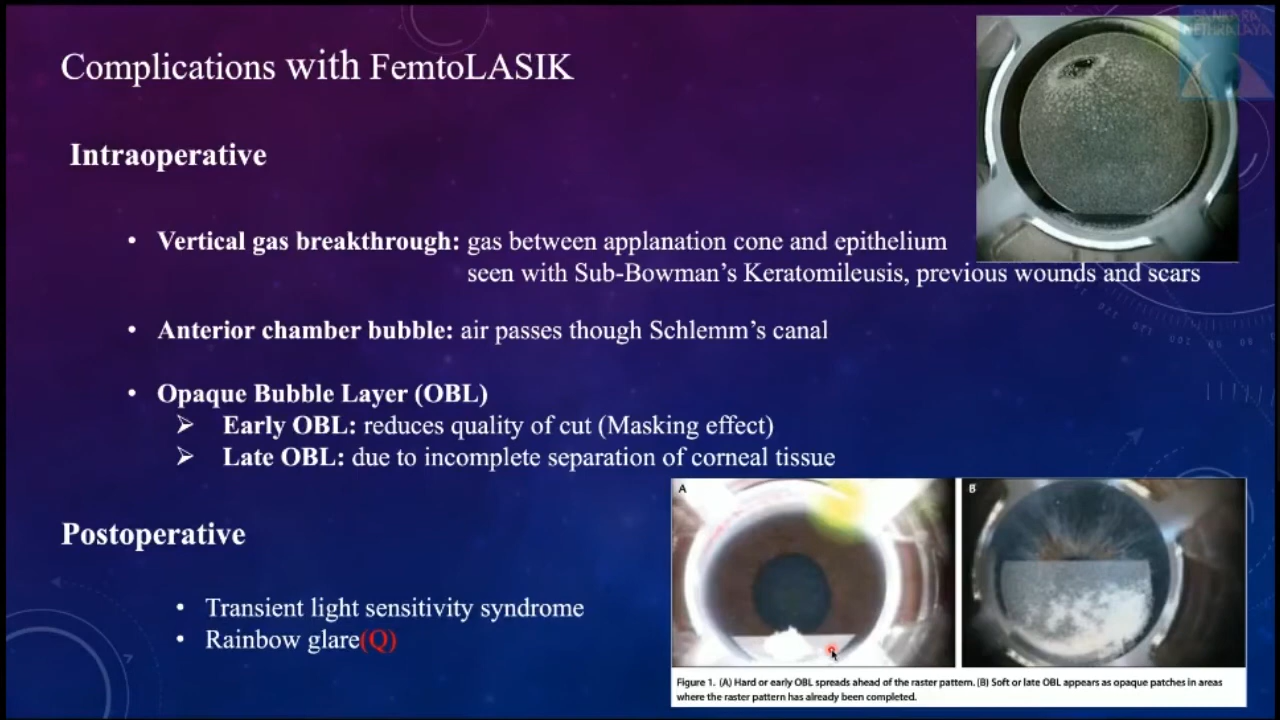 SANKARA
NETHRALAYA
Complications with FemtoLASIK
Intraoperative
• Vertical gas breakthrough: gas between applanation cone and epithelium
seen with Sub-Bowman's Keratomileusis, previous wounds and scars
• Anterior chamber bubble: air passes though Schlemm's canal
• Opaque Bubble Layer (OBL)
➢ Early OBL: reduces quality of cut (Masking effect)
➢ Late OBL: due to incomplete separation of corneal tissue
Postoperative
• Transient light sensitivity syndrome
• Rainbow glare(Q)
A
B
Figure 1. (A) Hard or early OBL spreads ahead of the raster pattern. (B) Soft or late OBL appears as opaque patches in areas
where the raster pattern has already been completed.